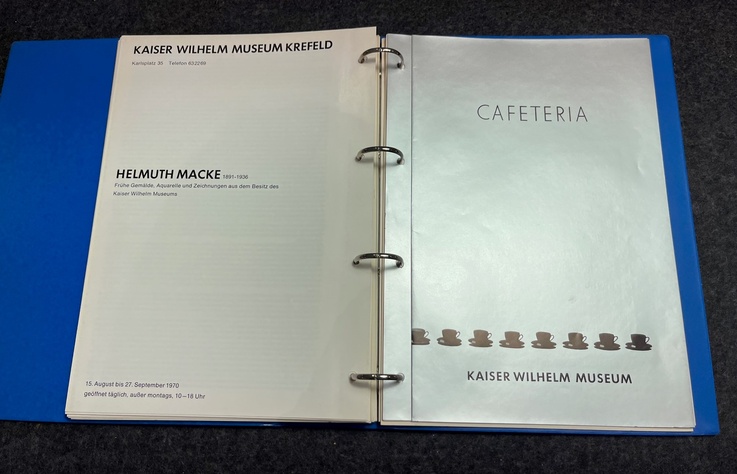 KAISER WILHELM MUSEUM KREFELD
Karlsplatz 35 Telefon 632269
HELMUTH MACKE 1891-1936
Frühe Gemälde, Aquarelle und Zeichnungen aus dem Besitz des
Kaiser Wilhelm Museums
15. August bis 27. September 1970
geöffnet täglich, außer montags, 10–18 Uhr
CAFETERIA
KAISER WILHELM MUSEUM